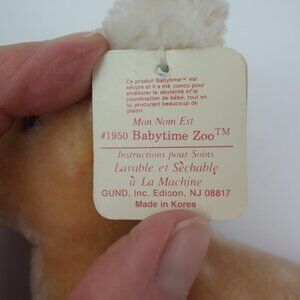 Ce produit Babytime™ est
sécure et il a été conçu pour
améliorer la dextérité et la
coordination de bébé, tout en
lui procurant beaucoup de
plaisir.
Mon Nom Est
#1950 Babytime Zoo™
Instructions pour Soins
Lavable et Sèchable
à La Machine
GUND, Inc. Edison, NJ 08817
Made in Korea